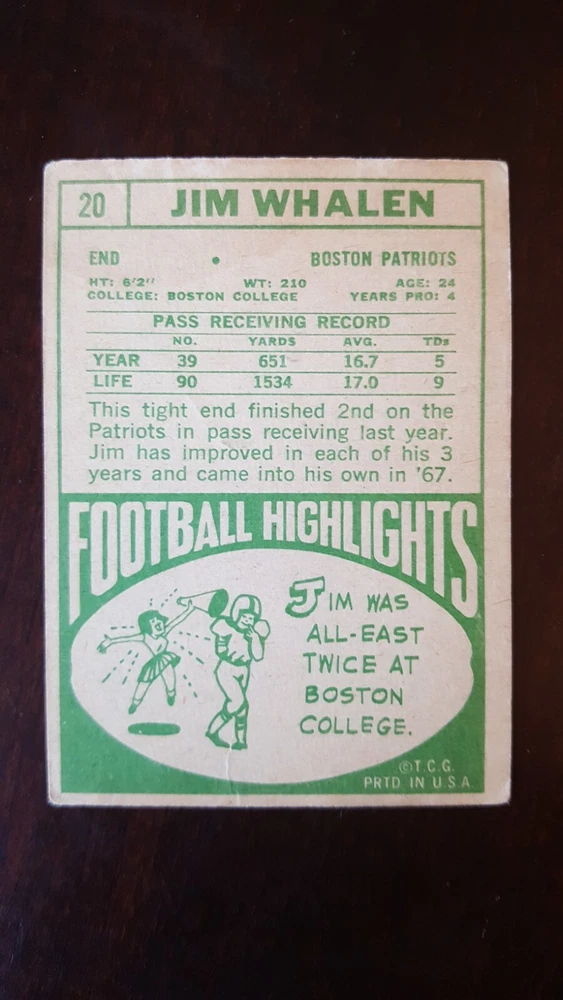 20 JIM WHALEN
END • BOSTON PATRIOTS
HT: 6'2" WT: 210 AGE: 24
COLLEGE: BOSTON COLLEGE YEARS PRO: 4
PASS RECEIVING RECORD
NO. YARDS AVG. TDs
YEAR 39 651 16.7 5
LIFE 90 1534 17.0 9
This tight end finished 2nd on the
Patriots in pass receiving last year.
Jim has improved in each of his 3
years and came into his own in '67.
FOOTBALL HIGHLIGHTS
JIM WAS
ALL-EAST
TWICE AT
BOSTON
COLLEGE.
©T.C.G.
PRTD IN U.S.A